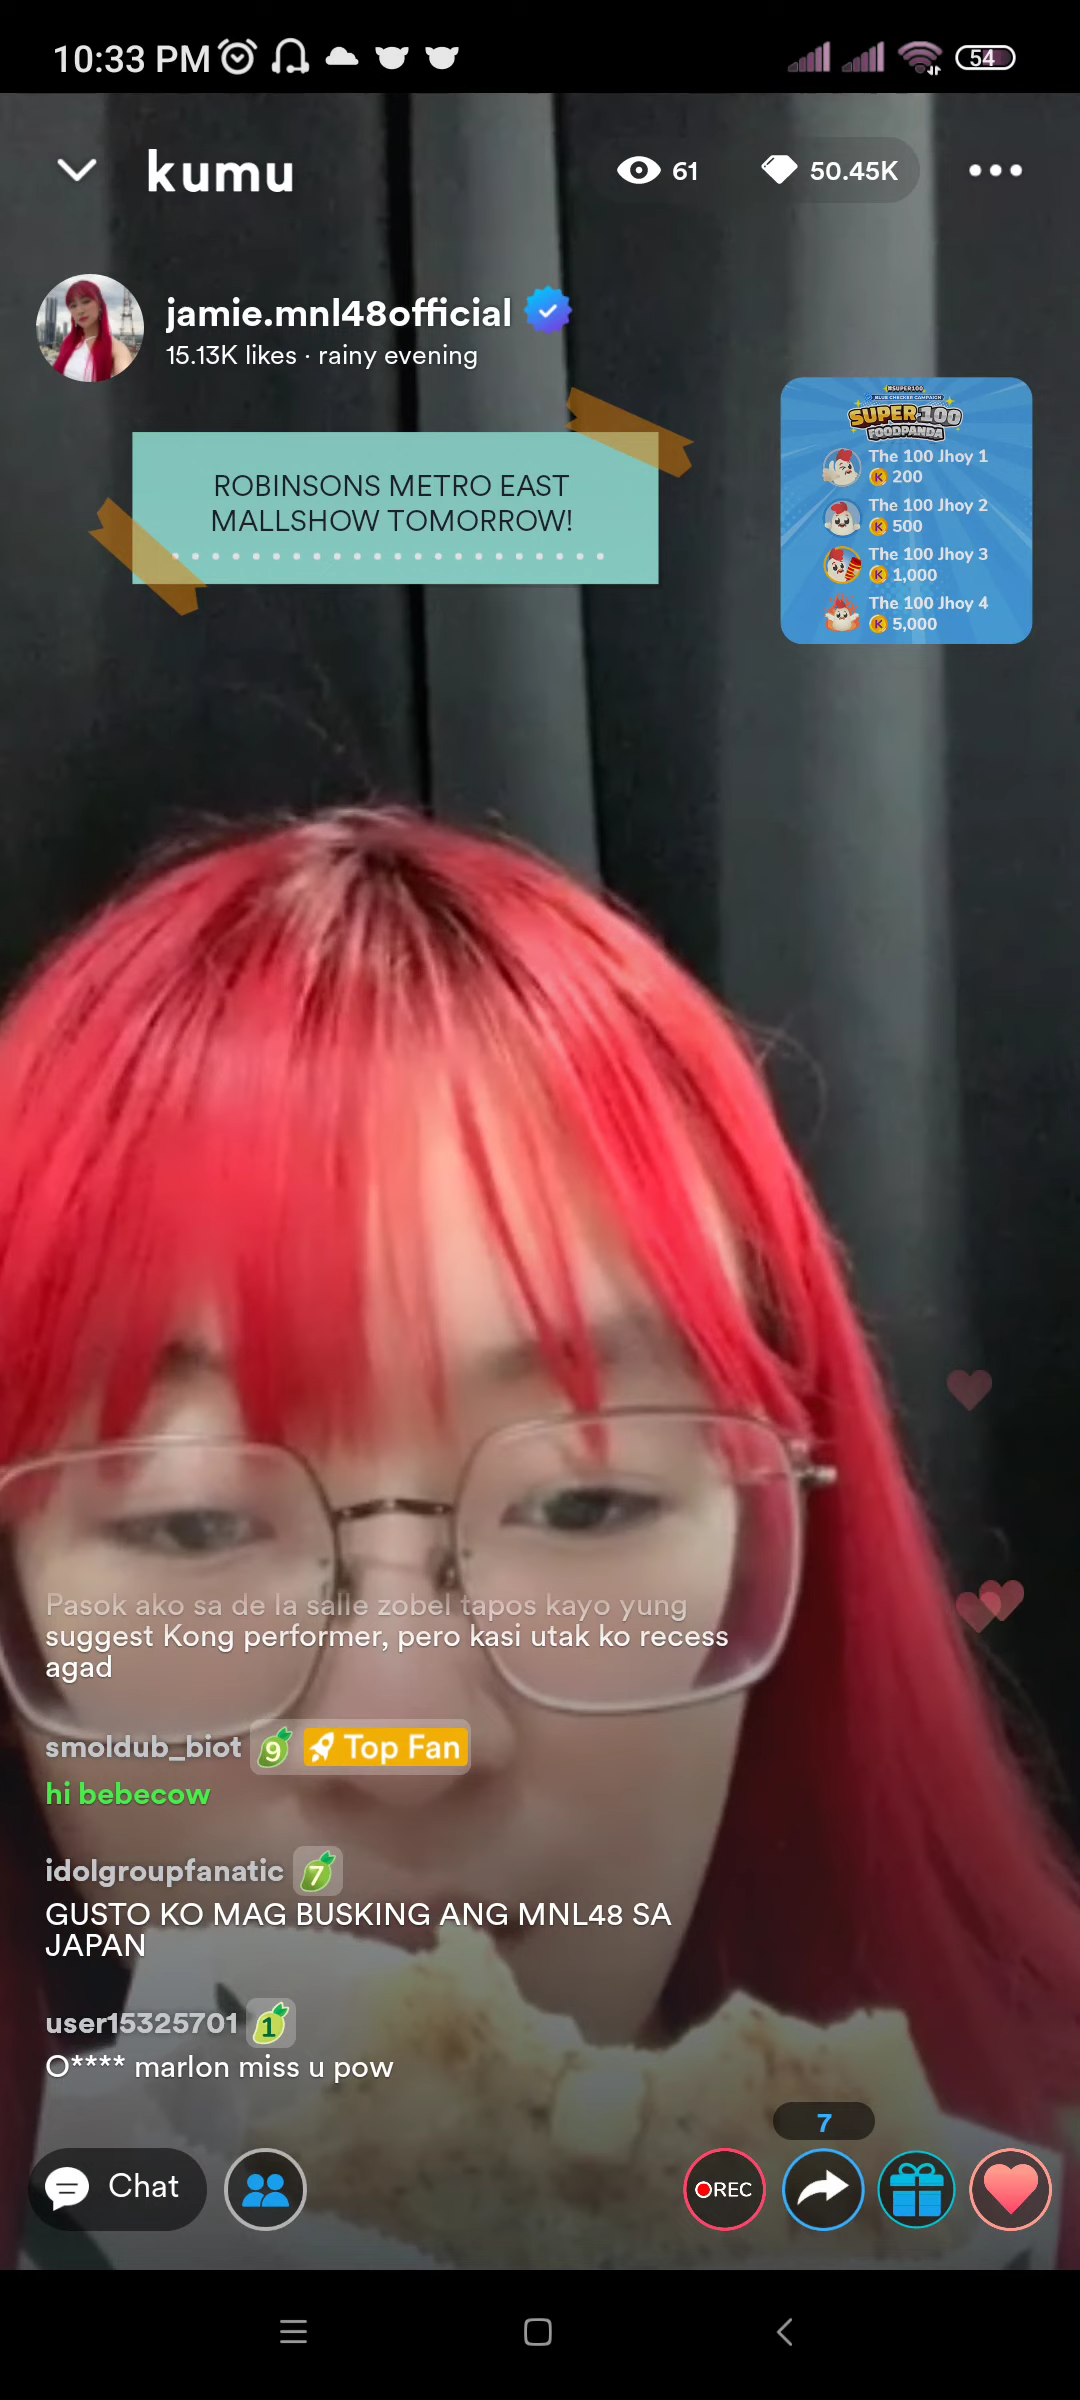 10:33 PM
54
kumu
61
50.45K
jamie.mnl48official
15.13K likes · rainy evening
ROBINSONS METRO EAST
MALLSHOW TOMORROW!
#SUPER100
BLUE CHECKER CAMPAIGN
SUPER 100
FOODPANDA
The 100 Jhoy 1
K 200
The 100 Jhoy 2
K 500
The 100 Jhoy 3
K 1,000
The 100 Jhoy 4
K 5,000
Pasok ako sa de la salle zobel tapos kayo yung
suggest Kong performer, pero kasi utak ko recess
agad
smoldub_biot 9 Top Fan
hi bebecow
idolgroupfanatic 7
GUSTO KO MAG BUSKING ANG MNL48 SA
JAPAN
user15325701 1
O**** marlon miss u pow
7
Chat
REC